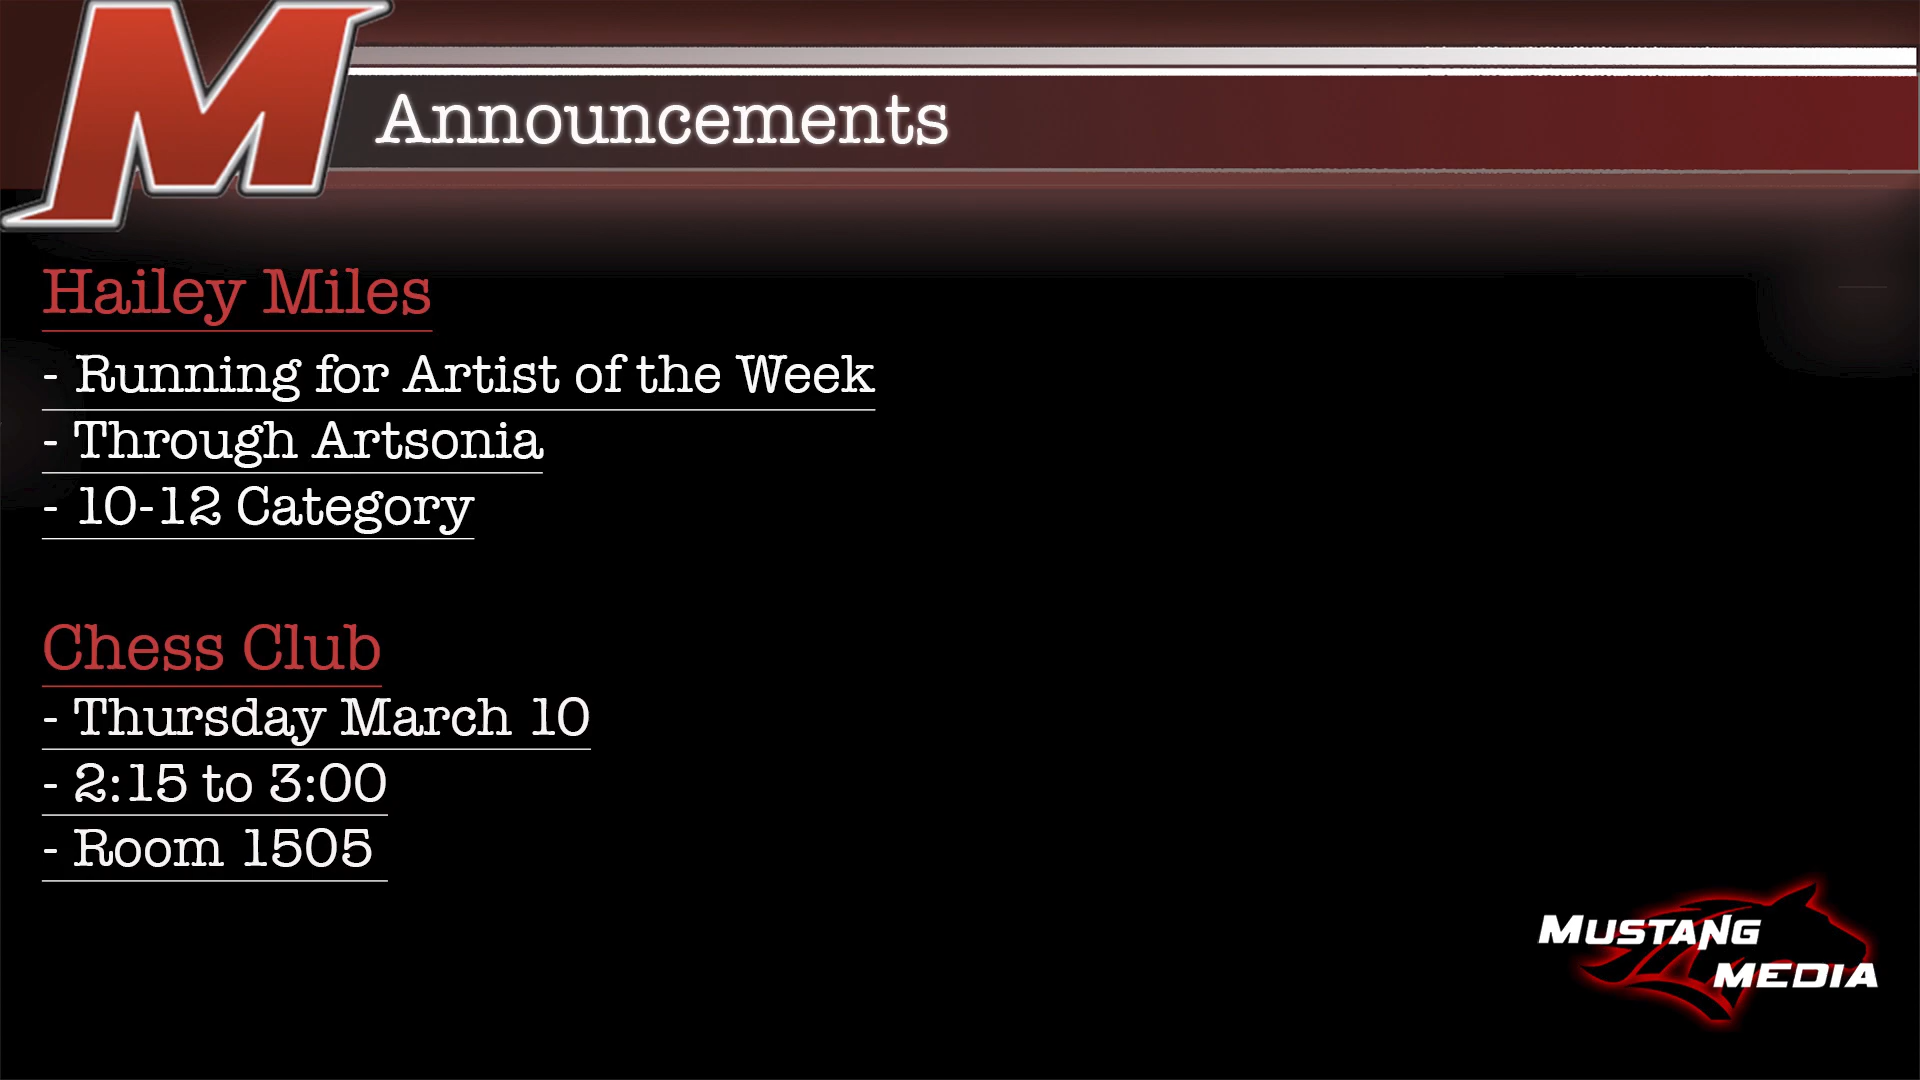 M
Announcements
Hailey Miles
- Running for Artist of the Week
- Through Artsonia
- 10-12 Category
Chess Club
- Thursday March 10
- 2:15 to 3:00
- Room 1505
MUSTANG
MEDIA